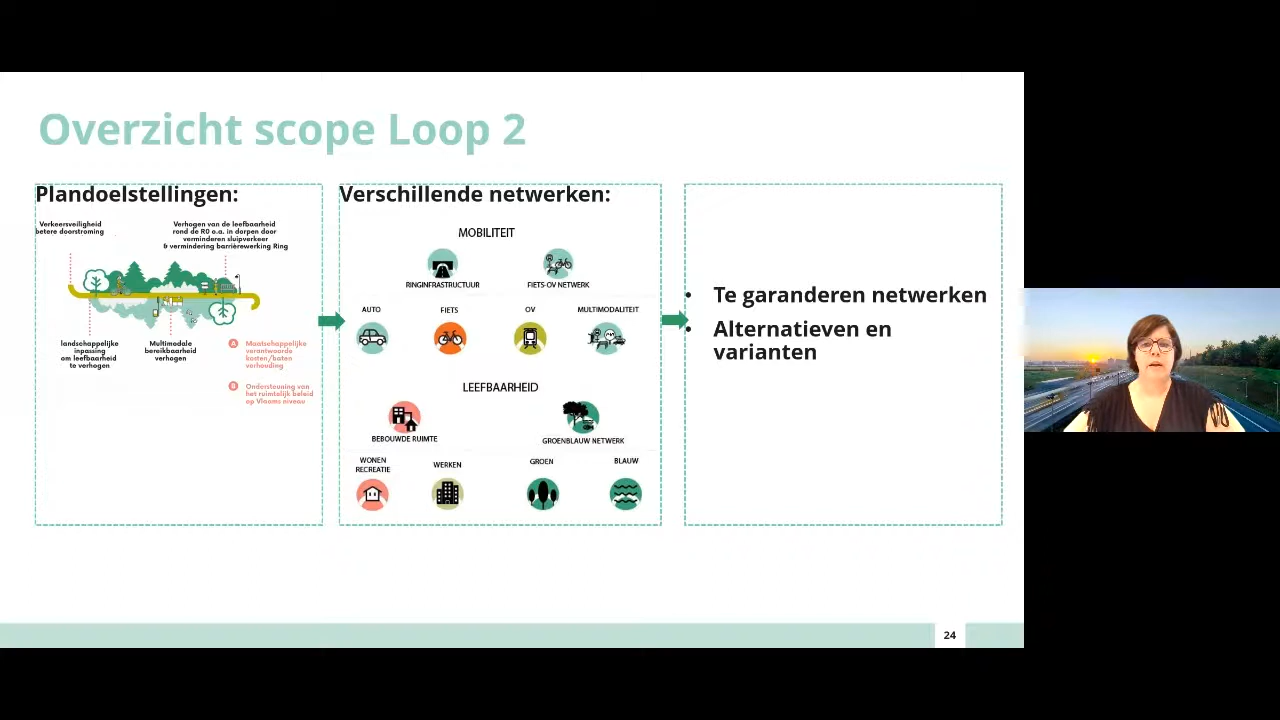 Overzicht scope Loop 2
Plandoelstellingen:
Verkeersveiligheid
betere doorstroming
Verhogen van de leefbaarheid
rond de R0 o.a. in dorpen door
verminderen sluipverkeer
& vermindering barrièrewerking Ring
landschappelijke
inpassing
om leefbaarheid
te verhogen
Multimodale
bereikbaarheid
verhogen
A Maatschappelijke
verantwoorde
kosten/baten
verhouding
B Ondersteuning van
het ruimtelijk beleid
op Vlaams niveau
Verschillende netwerken:
MOBILITEIT
RINGINFRASTRUCTUUR
FIETS-OV NETWERK
AUTO
FIETS
OV
MULTIMODALITEIT
LEEFBAARHEID
BEBOUWDE RUIMTE
GROENBLAUW NETWERK
WONEN
RECREATIE
WERKEN
GROEN
BLAUW
• Te garanderen netwerken
• Alternatieven en
varianten
24